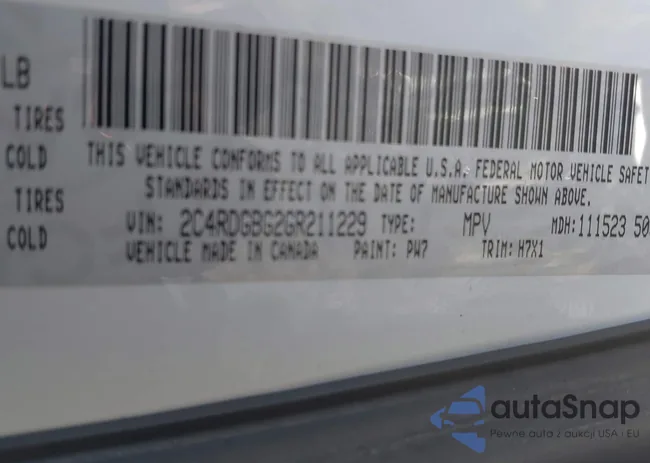 LB
TIRES
COLD THIS VEHICLE CONFORMS TO ALL APPLICABLE U.S.A. FEDERAL MOTOR VEHICLE SAFET
TIRES STANDARDS IN EFFECT ON THE DATE OF MANUFACTURE SHOWN ABOVE.
COLD VIN: 2C4RDGBG2GR211229 TYPE: MPV MDH: 111523 50
VEHICLE MADE IN CANADA PAINT: PW7 TRIM: H7X1
autaSnap
Pewne auta z aukcji USA i EU